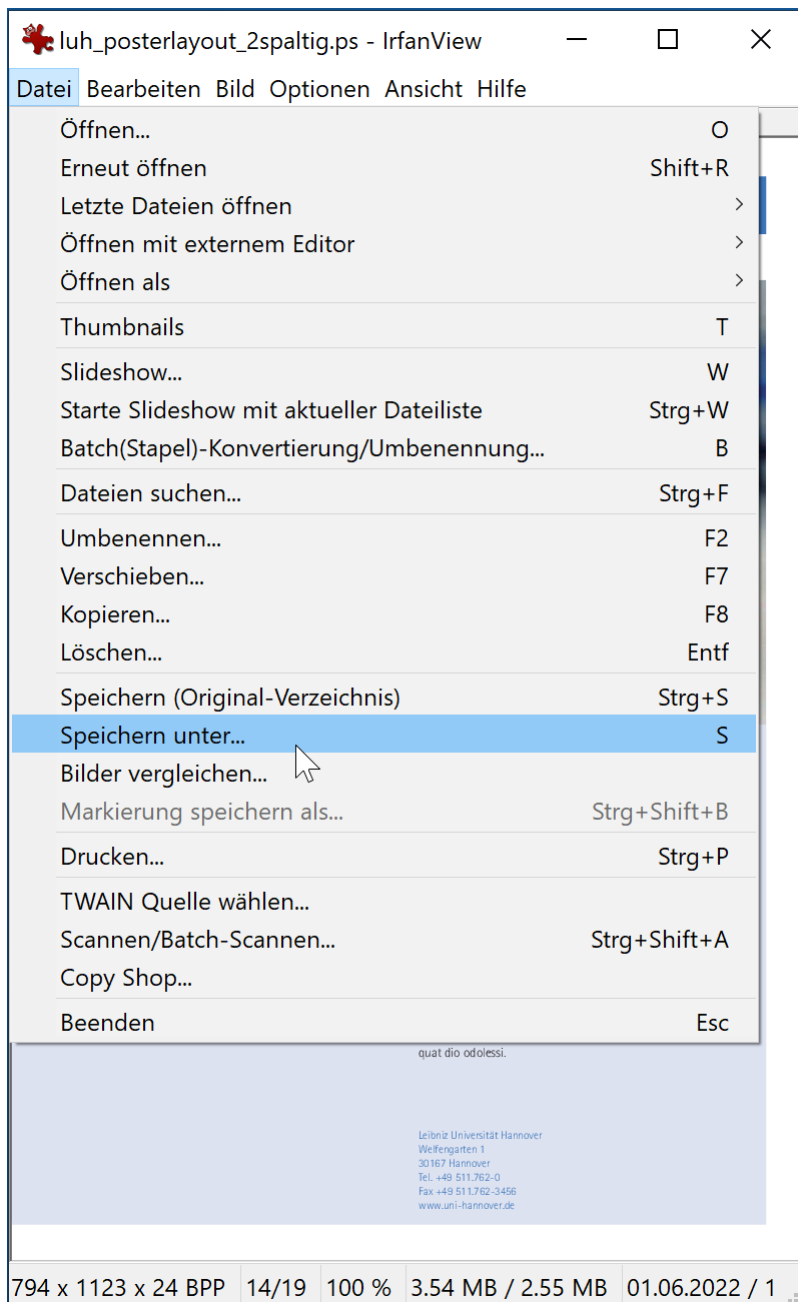 luh_posterlayout_2spaltig.ps - IrfanView
Datei Bearbeiten Bild Optionen Ansicht Hilfe
Öffnen... O
Erneut öffnen Shift+R
Letzte Dateien öffnen
Öffnen mit externem Editor
Öffnen als
Thumbnails T
Slideshow... W
Starte Slideshow mit aktueller Dateiliste Strg+W
Batch(Stapel)-Konvertierung/Umbenennung... B
Dateien suchen... Strg+F
Umbenennen... F2
Verschieben... F7
Kopieren... F8
Löschen... Entf
Speichern (Original-Verzeichnis) Strg+S
Speichern unter... S
Bilder vergleichen...
Markierung speichern als... Strg+Shift+B
Drucken... Strg+P
TWAIN Quelle wählen...
Scannen/Batch-Scannen... Strg+Shift+A
Copy Shop...
Beenden Esc
quat dio odolessi.
Leibniz Universität Hannover
Welfengarten 1
30167 Hannover
Tel. +49 511.762-0
Fax +49 511.762-3456
www.uni-hannover.de
794 x 1123 x 24 BPP 14/19 100 % 3.54 MB / 2.55 MB 01.06.2022 / 1